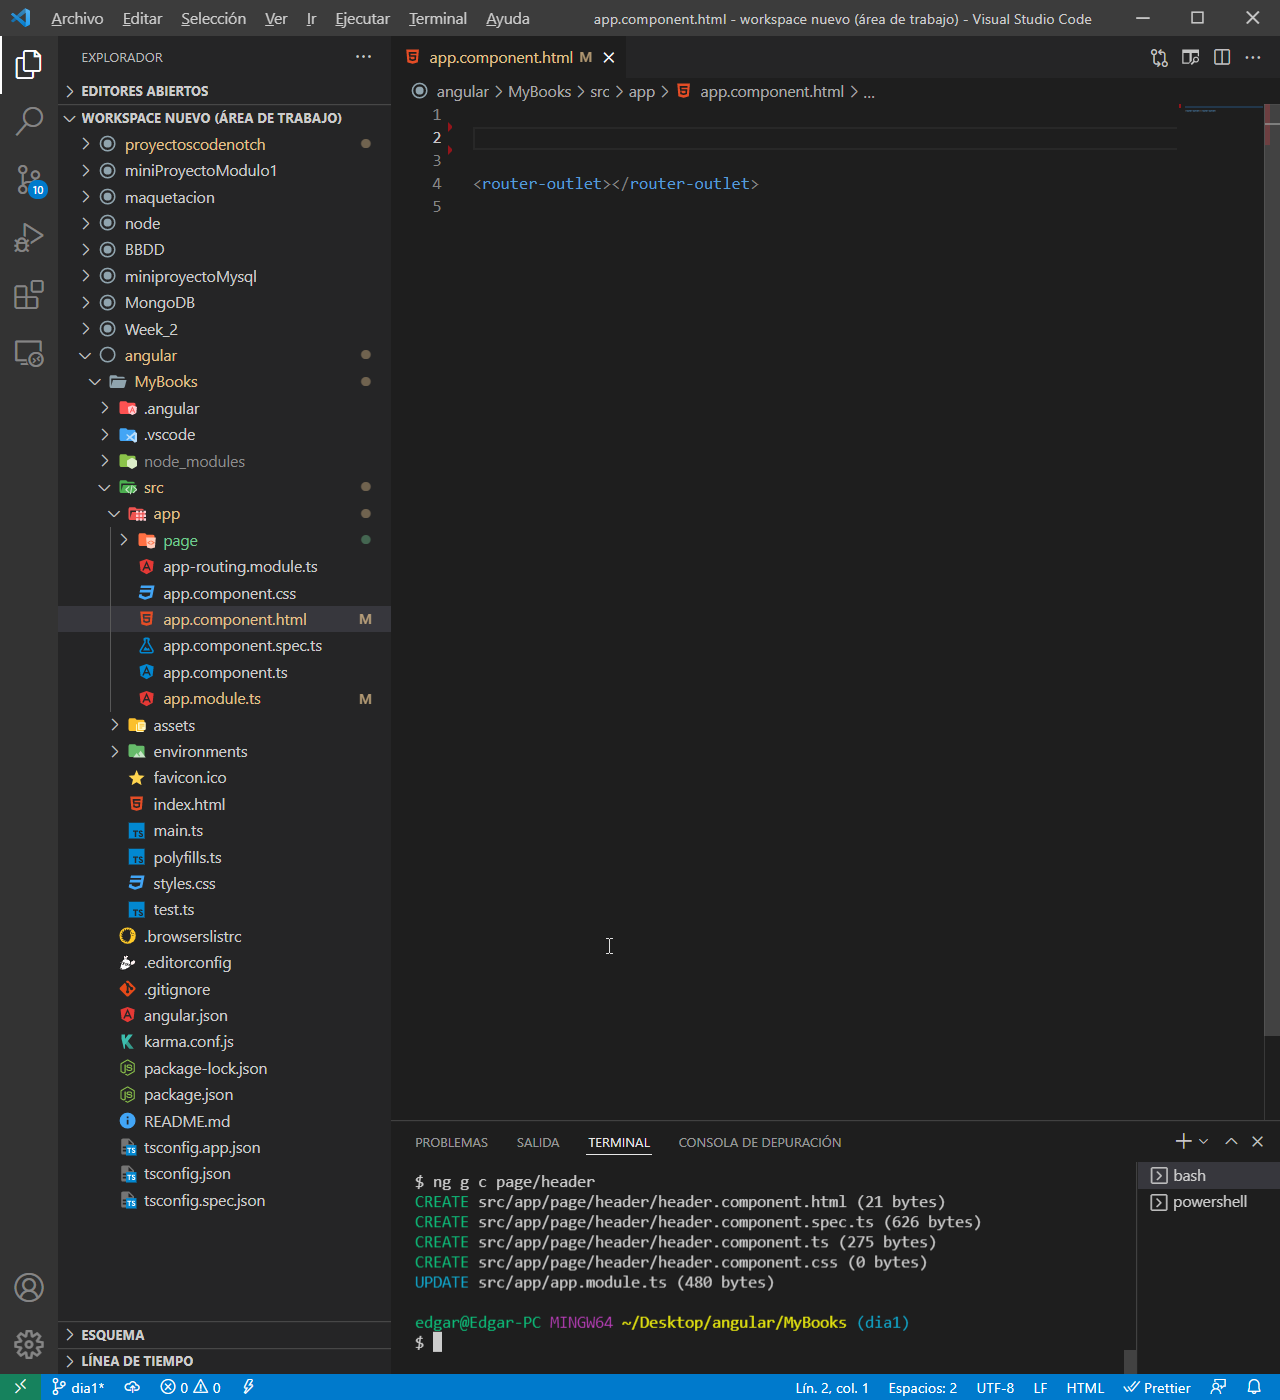 Archivo Editar Selección Ver Ir Ejecutar Terminal Ayuda app.component.html - workspace nuevo (área de trabajo) - Visual Studio Code
EXPLORADOR
EDITORES ABIERTOS
WORKSPACE NUEVO (ÁREA DE TRABAJO)
proyectoscodenotch
miniProyectoModulo1
maquetacion
node
BBDD
miniproyectoMysql
MongoDB
Week_2
angular
MyBooks
.angular
.vscode
node_modules
src
app
page
app-routing.module.ts
app.component.css
app.component.html M
app.component.spec.ts
app.component.ts
app.module.ts M
assets
environments
favicon.ico
index.html
main.ts
polyfills.ts
styles.css
test.ts
.browserslistrc
.editorconfig
.gitignore
angular.json
karma.conf.js
package-lock.json
package.json
README.md
tsconfig.app.json
tsconfig.json
tsconfig.spec.json
ESQUEMA
LÍNEA DE TIEMPO
10
app.component.html M
angular > MyBooks > src > app > app.component.html > ...
1
2
3
4 <router-outlet></router-outlet>
5
PROBLEMAS SALIDA TERMINAL CONSOLA DE DEPURACIÓN
$ ng g c page/header
CREATE src/app/page/header/header.component.html (21 bytes)
CREATE src/app/page/header/header.component.spec.ts (626 bytes)
CREATE src/app/page/header/header.component.ts (275 bytes)
CREATE src/app/page/header/header.component.css (0 bytes)
UPDATE src/app/app.module.ts (480 bytes)
edgar@Edgar-PC MINGW64 ~/Desktop/angular/MyBooks (dia1)
$
bash
powershell
dia1* 0 0 Lín. 2, col. 1 Espacios: 2 UTF-8 LF HTML Prettier